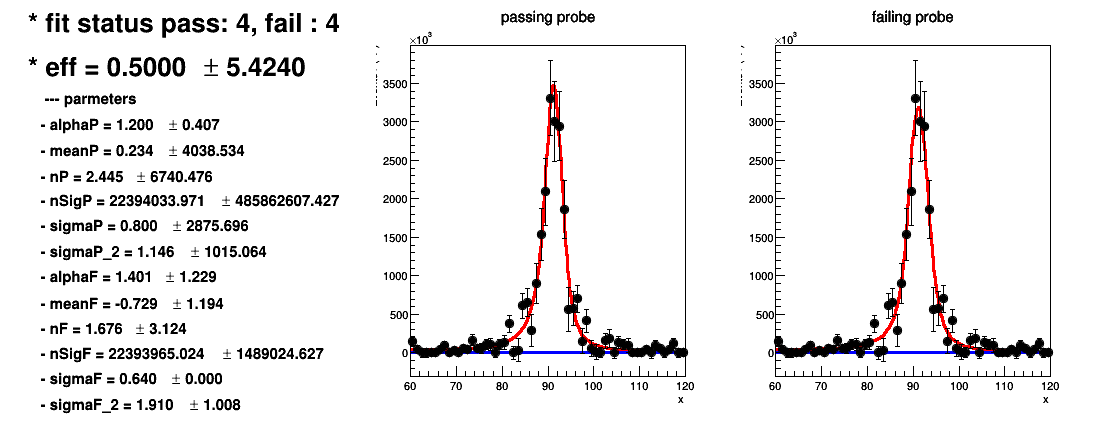 * fit status pass: 4, fail : 4
* eff = 0.5000 ± 5.4240
--- parmeters
- alphaP = 1.200 ± 0.407
- meanP = 0.234 ± 4038.534
- nP = 2.445 ± 6740.476
- nSigP = 22394033.971 ± 485862607.427
- sigmaP = 0.800 ± 2875.696
- sigmaP_2 = 1.146 ± 1015.064
- alphaF = 1.401 ± 1.229
- meanF = -0.729 ± 1.194
- nF = 1.676 ± 3.124
- nSigF = 22393965.024 ± 1489024.627
- sigmaF = 0.640 ± 0.000
- sigmaF_2 = 1.910 ± 1.008
passing probe
×10³
3500
3000
2500
2000
1500
1000
500
0
60 70 80 90 100 110 120
x
failing probe
×10³
3500
3000
2500
2000
1500
1000
500
0
60 70 80 90 100 110 120
x